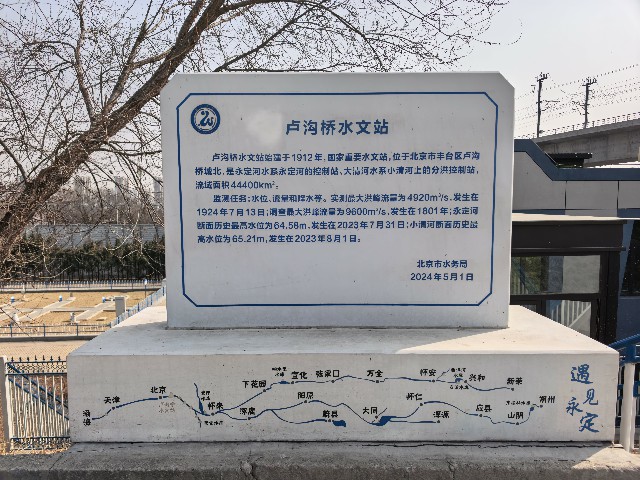 卢沟桥水文站
卢沟桥水文站始建于1912年，国家重要水文站，位于北京市丰台区卢沟
桥城北，是永定河水系永定河的控制站、大清河水系小清河上的分洪控制站，
流域面积44400km²。
监测任务：水位、流量和降水等。实测最大洪峰流量为4920m³/s，发生在
1924年7月13日；调查最大洪峰流量为9600m³/s，发生在1801年；永定河
断面历史最高水位为64.58m，发生在2023年7月31日；小清河断面历史最
高水位为65.21m，发生在2023年8月1日。
北京市水务局
2024年5月1日
下花园 宣化 张家口 万全 怀安 兴和 新荣
天津 北京 怀来 涿鹿 阳原 蔚县 大同 怀仁 浑源 应县 山阴 朔州
遇见
永定